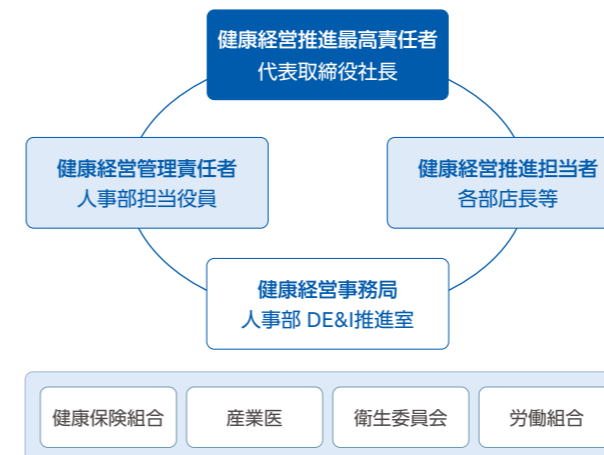 健康経営推進最高責任者
代表取締役社長
健康経営管理責任者
人事部担当役員
健康経営推進担当者
各部店長等
健康経営事務局
人事部 DE&I推進室
健康保険組合
産業医
衛生委員会
労働組合